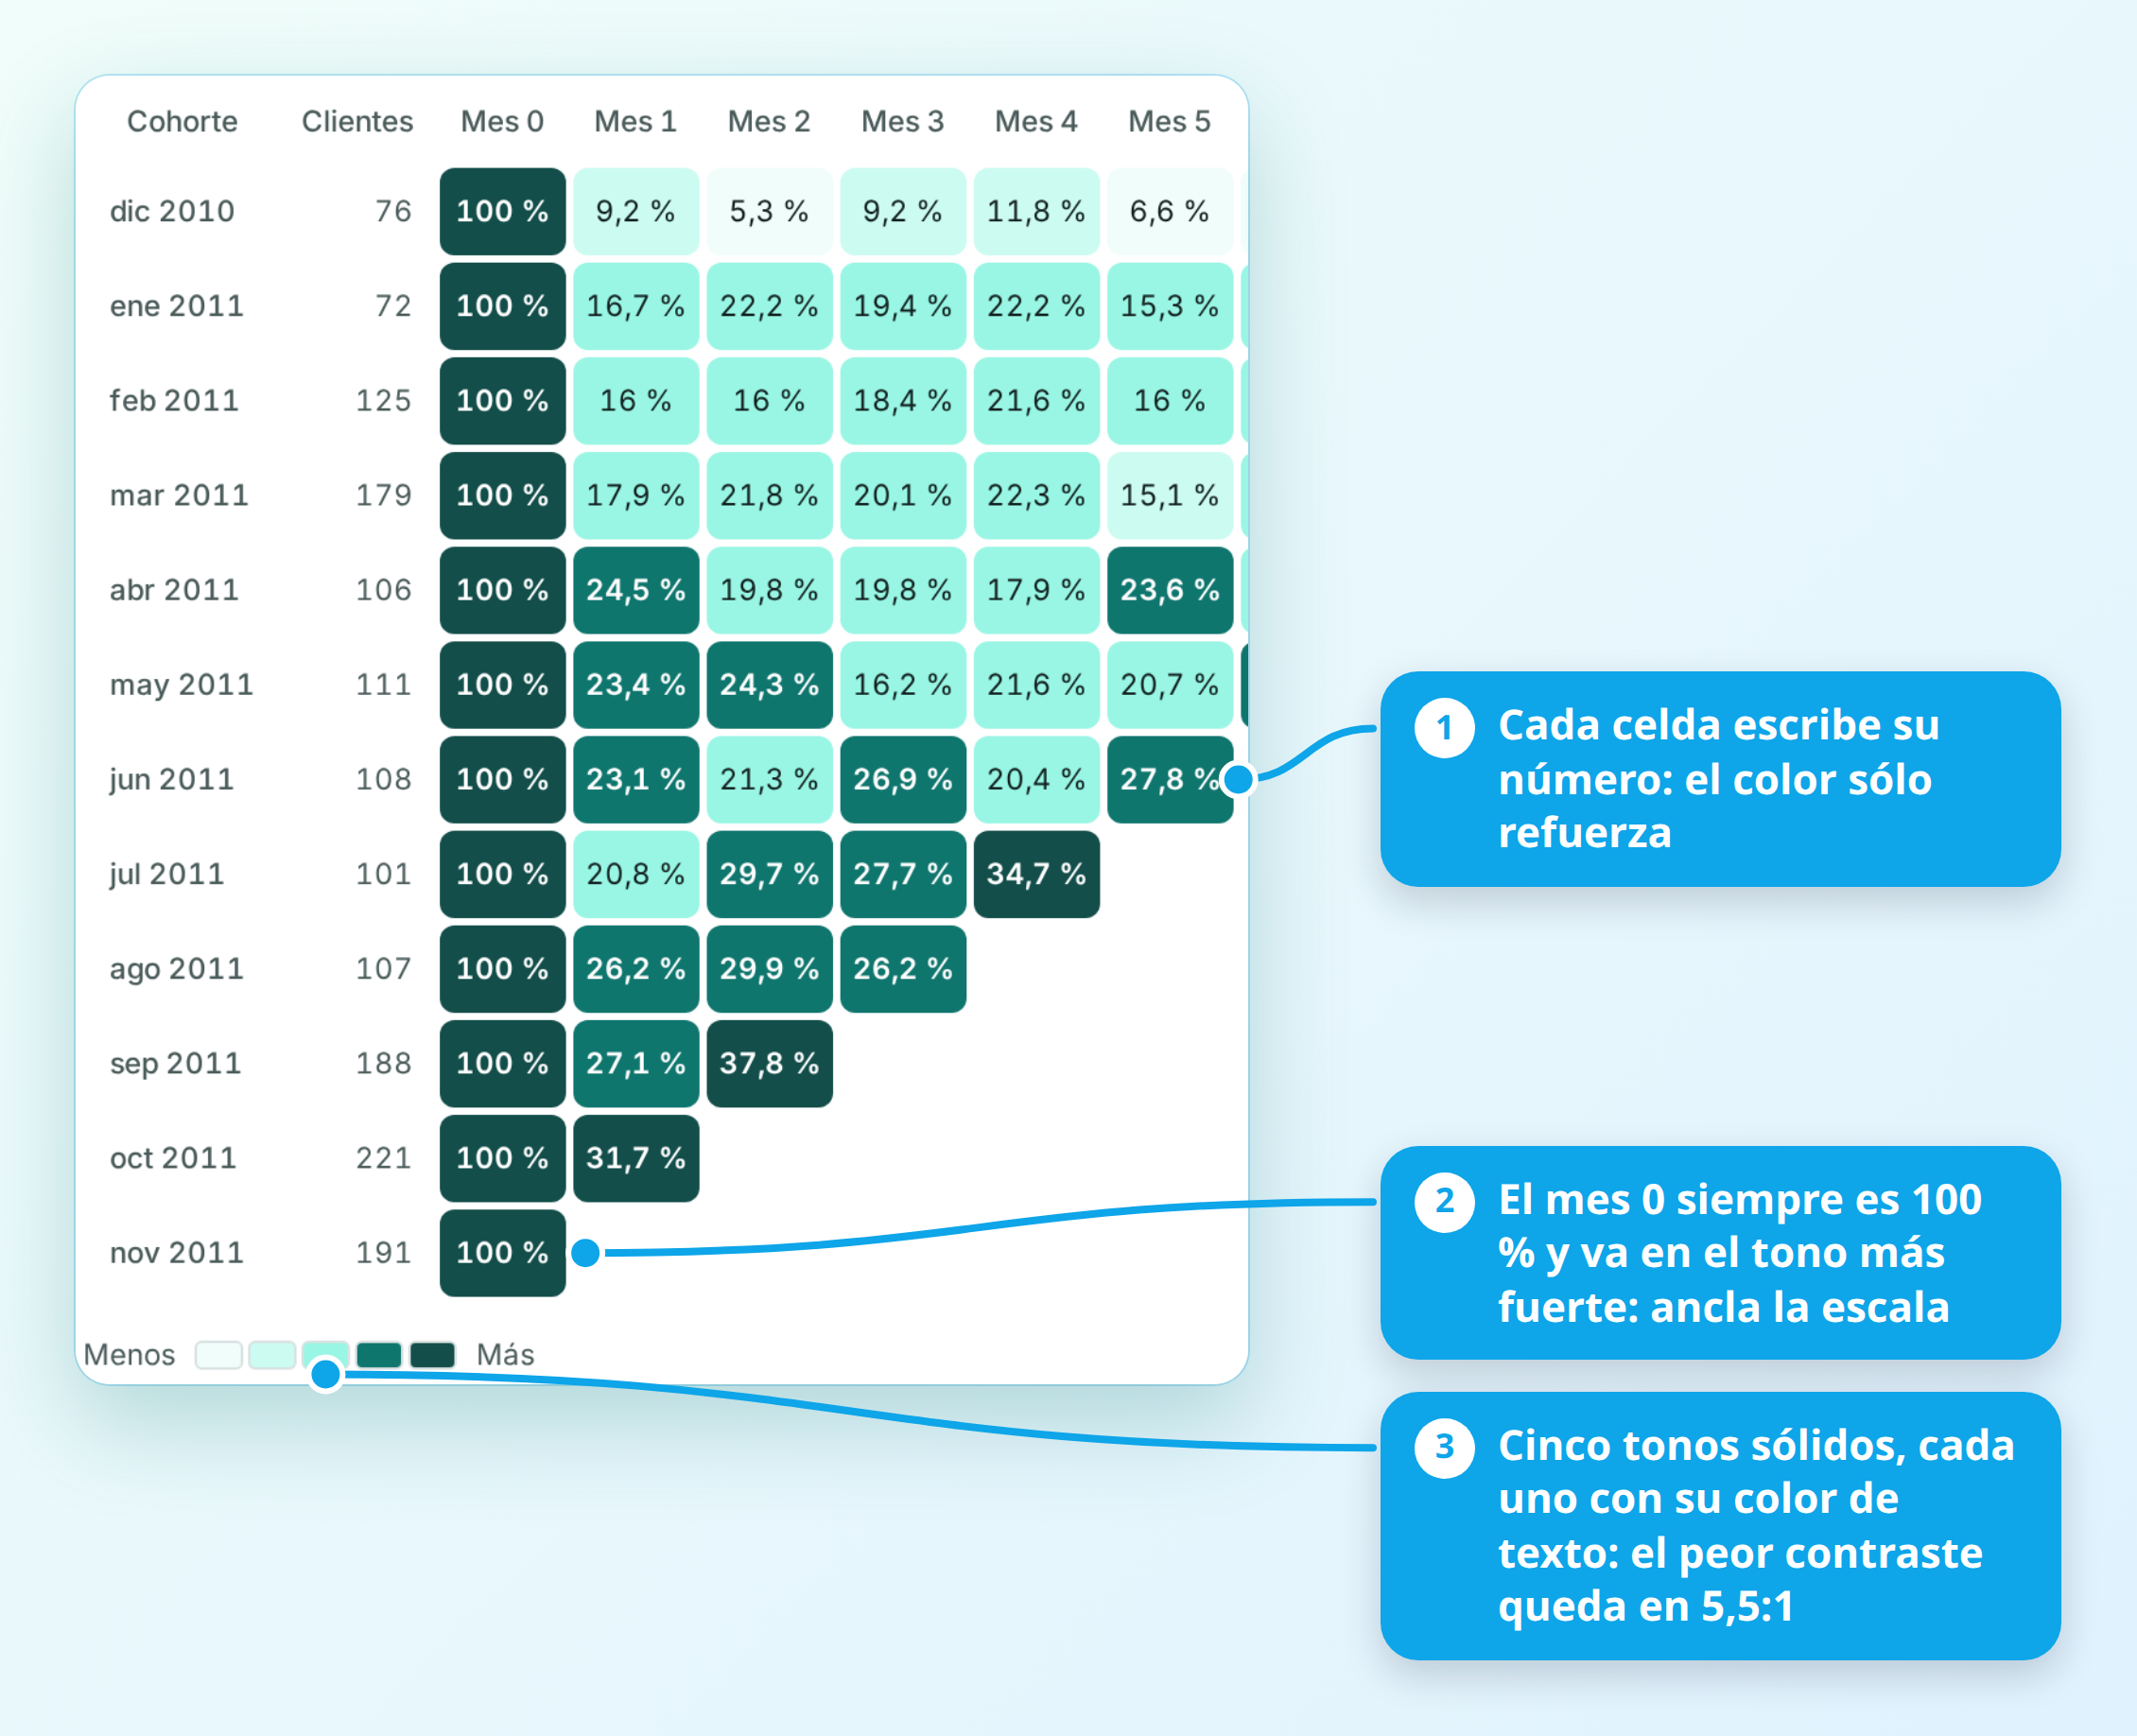 Cohorte Clientes Mes 0 Mes 1 Mes 2 Mes 3 Mes 4 Mes 5
dic 2010 76 100 % 9,2 % 5,3 % 9,2 % 11,8 % 6,6 %
ene 2011 72 100 % 16,7 % 22,2 % 19,4 % 22,2 % 15,3 %
feb 2011 125 100 % 16 % 16 % 18,4 % 21,6 % 16 %
mar 2011 179 100 % 17,9 % 21,8 % 20,1 % 22,3 % 15,1 %
abr 2011 106 100 % 24,5 % 19,8 % 19,8 % 17,9 % 23,6 %
may 2011 111 100 % 23,4 % 24,3 % 16,2 % 21,6 % 20,7 %
jun 2011 108 100 % 23,1 % 21,3 % 26,9 % 20,4 % 27,8 %
jul 2011 101 100 % 20,8 % 29,7 % 27,7 % 34,7 %
ago 2011 107 100 % 26,2 % 29,9 % 26,2 %
sep 2011 188 100 % 27,1 % 37,8 %
oct 2011 221 100 % 31,7 %
nov 2011 191 100 %
Menos Más
1 Cada celda escribe su
número: el color sólo
refuerza
2 El mes 0 siempre es 100
% y va en el tono más
fuerte: ancla la escala
3 Cinco tonos sólidos, cada
uno con su color de
texto: el peor contraste
queda en 5,5:1